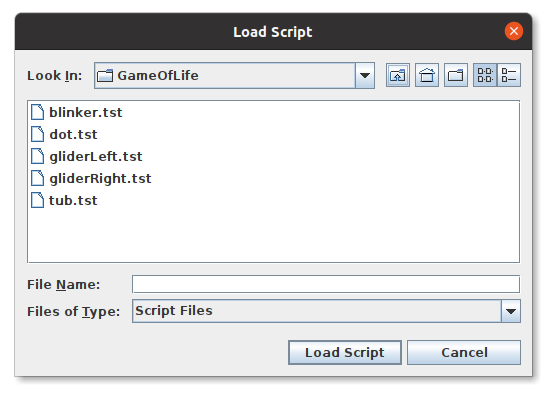 Load Script
Look In: GameOfLife
blinker.tst
dot.tst
gliderLeft.tst
gliderRight.tst
tub.tst
File Name:
Files of Type: Script Files
Load Script Cancel